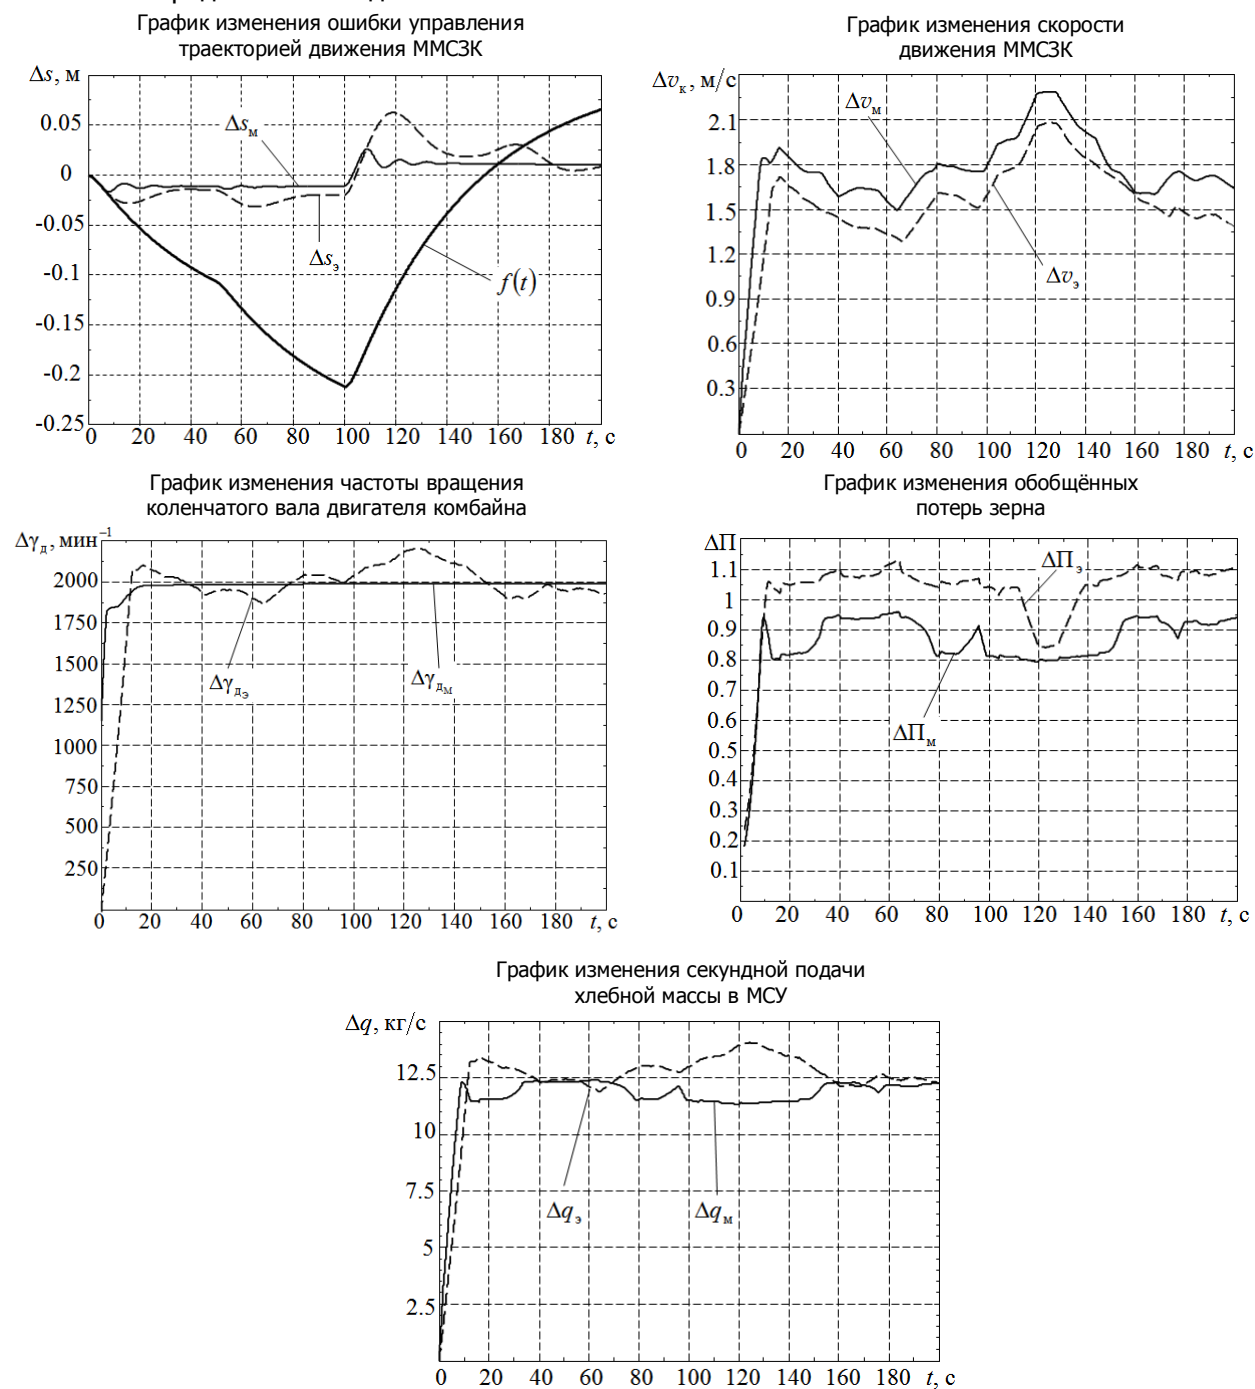 График изменения ошибки управления
траекторией движения ММСЗК
Δs, м
0.05
0
-0.05
-0.1
-0.15
-0.2
-0.25
Δsм
Δsэ
f(t)
0 20 40 60 80 100 120 140 160 180 t, с
График изменения скорости
движения ММСЗК
Δvк, м/с
2.1
1.8
1.5
1.2
0.9
0.6
0.3
Δvм
Δvэ
0 20 40 60 80 100 120 140 160 180 t, с
График изменения частоты вращения
коленчатого вала двигателя комбайна
Δγд, мин⁻¹
2000
1750
1500
1250
1000
750
500
250
Δγдэ
Δγдм
0 20 40 60 80 100 120 140 160 180 t, с
График изменения обобщённых
потерь зерна
ΔП
1.1
1
0.9
0.8
0.7
0.6
0.5
0.4
0.3
0.2
0.1
ΔПэ
ΔПм
0 20 40 60 80 100 120 140 160 180 t, с
График изменения секундной подачи
хлебной массы в МСУ
Δq, кг/с
12.5
10
7.5
5
2.5
Δqэ
Δqм
0 20 40 60 80 100 120 140 160 180 t, с